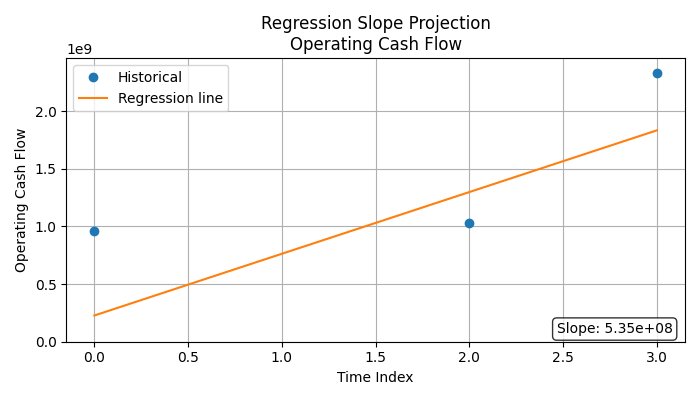 Regression Slope Projection
Operating Cash Flow
1e9
Historical
Regression line
Operating Cash Flow
2.0
1.5
1.0
0.5
0.0
Slope: 5.35e+08
0.0 0.5 1.0 1.5 2.0 2.5 3.0
Time Index